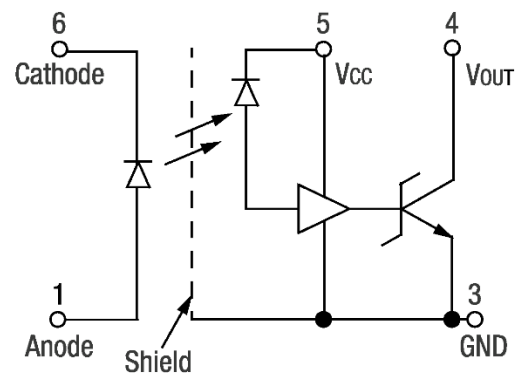 6
Cathode
5
VCC
4
VOUT
1
Anode
Shield
3
GND